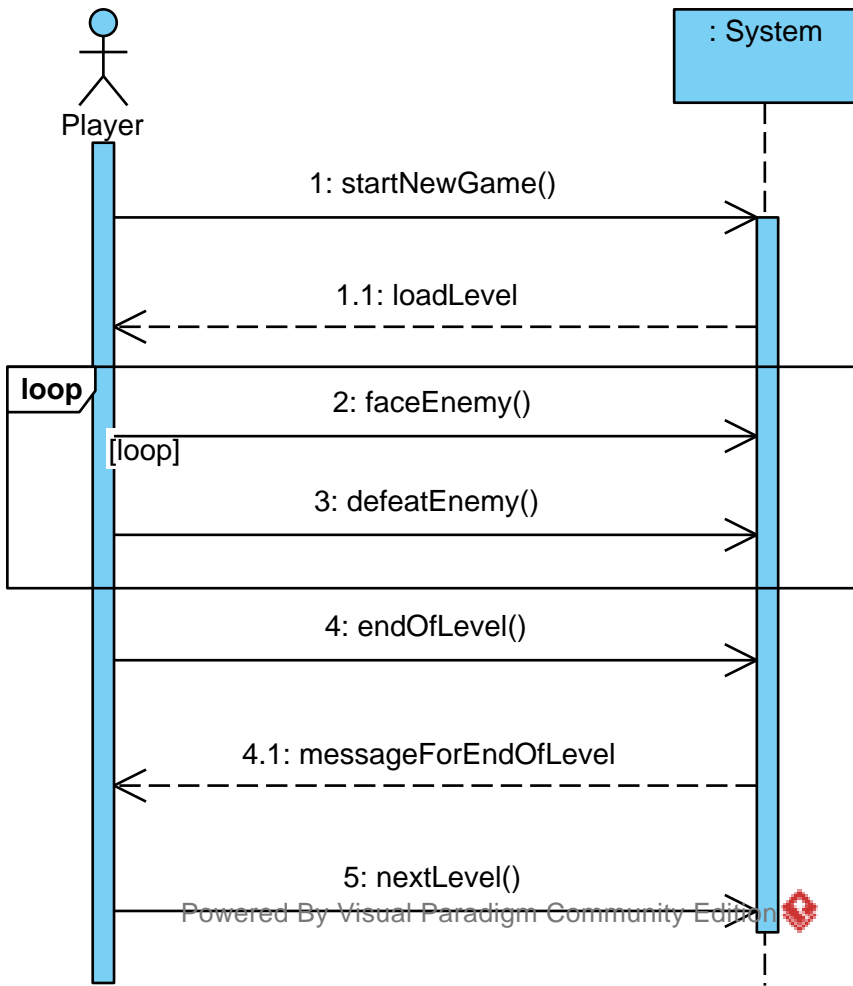 : System
Player
1: startNewGame()
1.1: loadLevel
loop
2: faceEnemy()
[loop]
3: defeatEnemy()
4: endOfLevel()
4.1: messageForEndOfLevel
5: nextLevel()
Powered By Visual Paradigm Community Edition